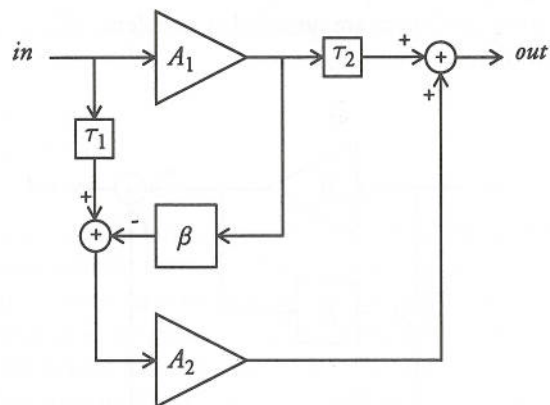 in A₁ τ₂ + + out
+
τ₁
+
+ - β
A₂